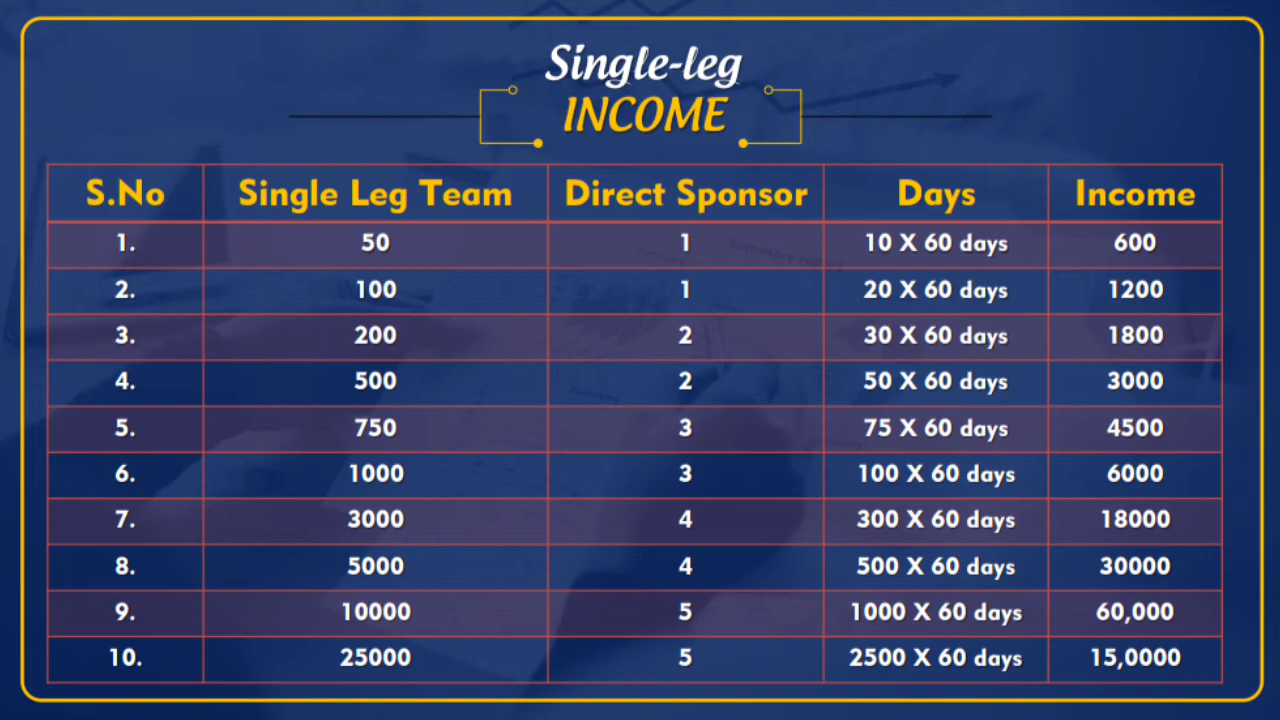 Single-leg
INCOME
S.No Single Leg Team Direct Sponsor Days Income
1. 50 1 10 X 60 days 600
2. 100 1 20 X 60 days 1200
3. 200 2 30 X 60 days 1800
4. 500 2 50 X 60 days 3000
5. 750 3 75 X 60 days 4500
6. 1000 3 100 X 60 days 6000
7. 3000 4 300 X 60 days 18000
8. 5000 4 500 X 60 days 30000
9. 10000 5 1000 X 60 days 60,000
10. 25000 5 2500 X 60 days 15,0000